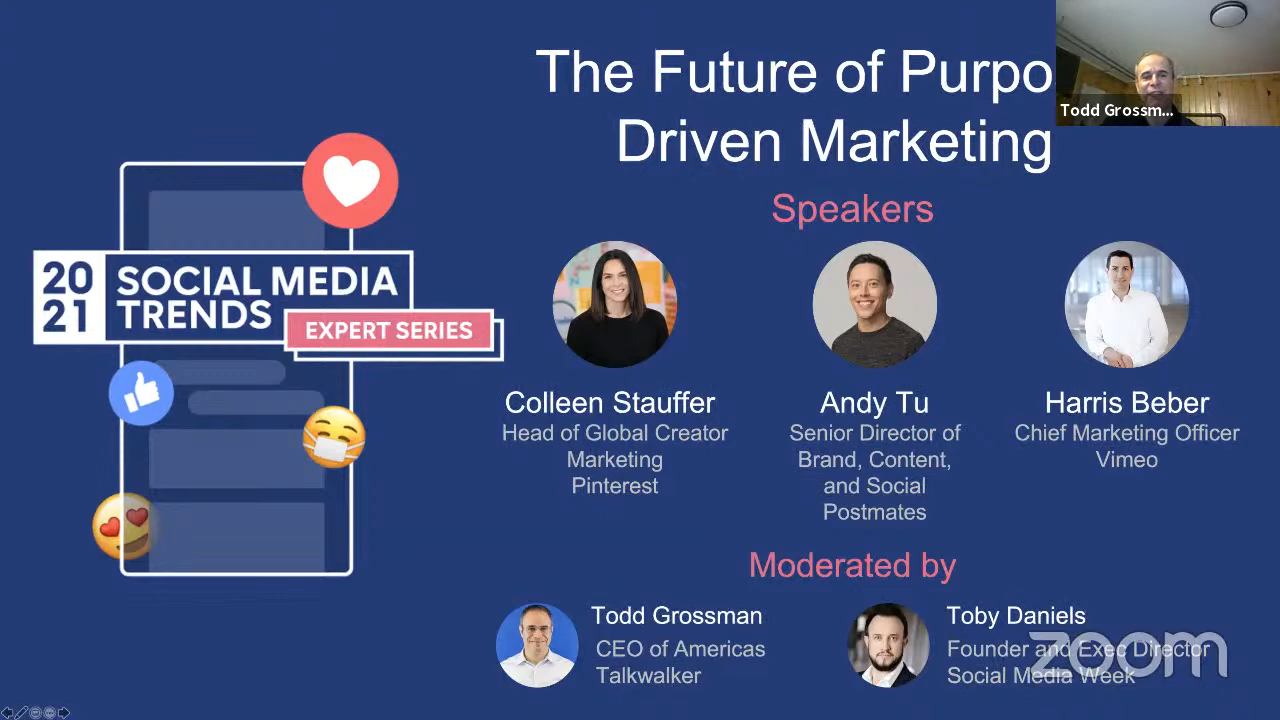 The Future of Purpo
Driven Marketing
Todd Grossm...
Speakers
20
21
SOCIAL MEDIA
TRENDS
EXPERT SERIES
Colleen Stauffer
Head of Global Creator
Marketing
Pinterest
Andy Tu
Senior Director of
Brand, Content,
and Social
Postmates
Harris Beber
Chief Marketing Officer
Vimeo
Moderated by
Todd Grossman
CEO of Americas
Talkwalker
Toby Daniels
Founder and Exec Director
Social Media Week
zoom